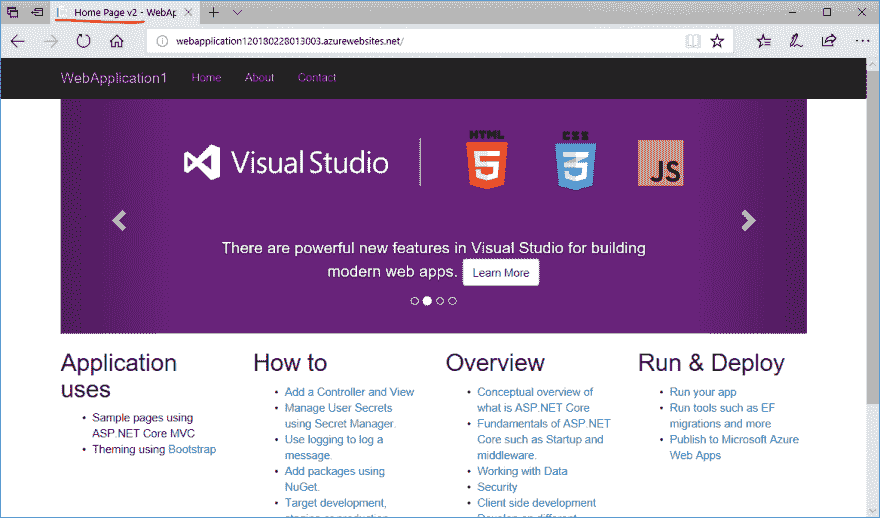 Home Page v2 - WebAp
webapplication120180228013003.azurewebsites.net/
WebApplication1 Home About Contact
Visual Studio HTML 5 CSS 3 JS
There are powerful new features in Visual Studio for building
modern web apps. Learn More
Application
uses
Sample pages using
ASP.NET Core MVC
Theming using Bootstrap
How to
Add a Controller and View
Manage User Secrets
using Secret Manager.
Use logging to log a
message.
Add packages using
NuGet.
Target development,
Overview
Conceptual overview of
what is ASP.NET Core
Fundamentals of ASP.NET
Core such as Startup and
middleware.
Working with Data
Security
Client side development
Run & Deploy
Run your app
Run tools such as EF
migrations and more
Publish to Microsoft Azure
Web Apps